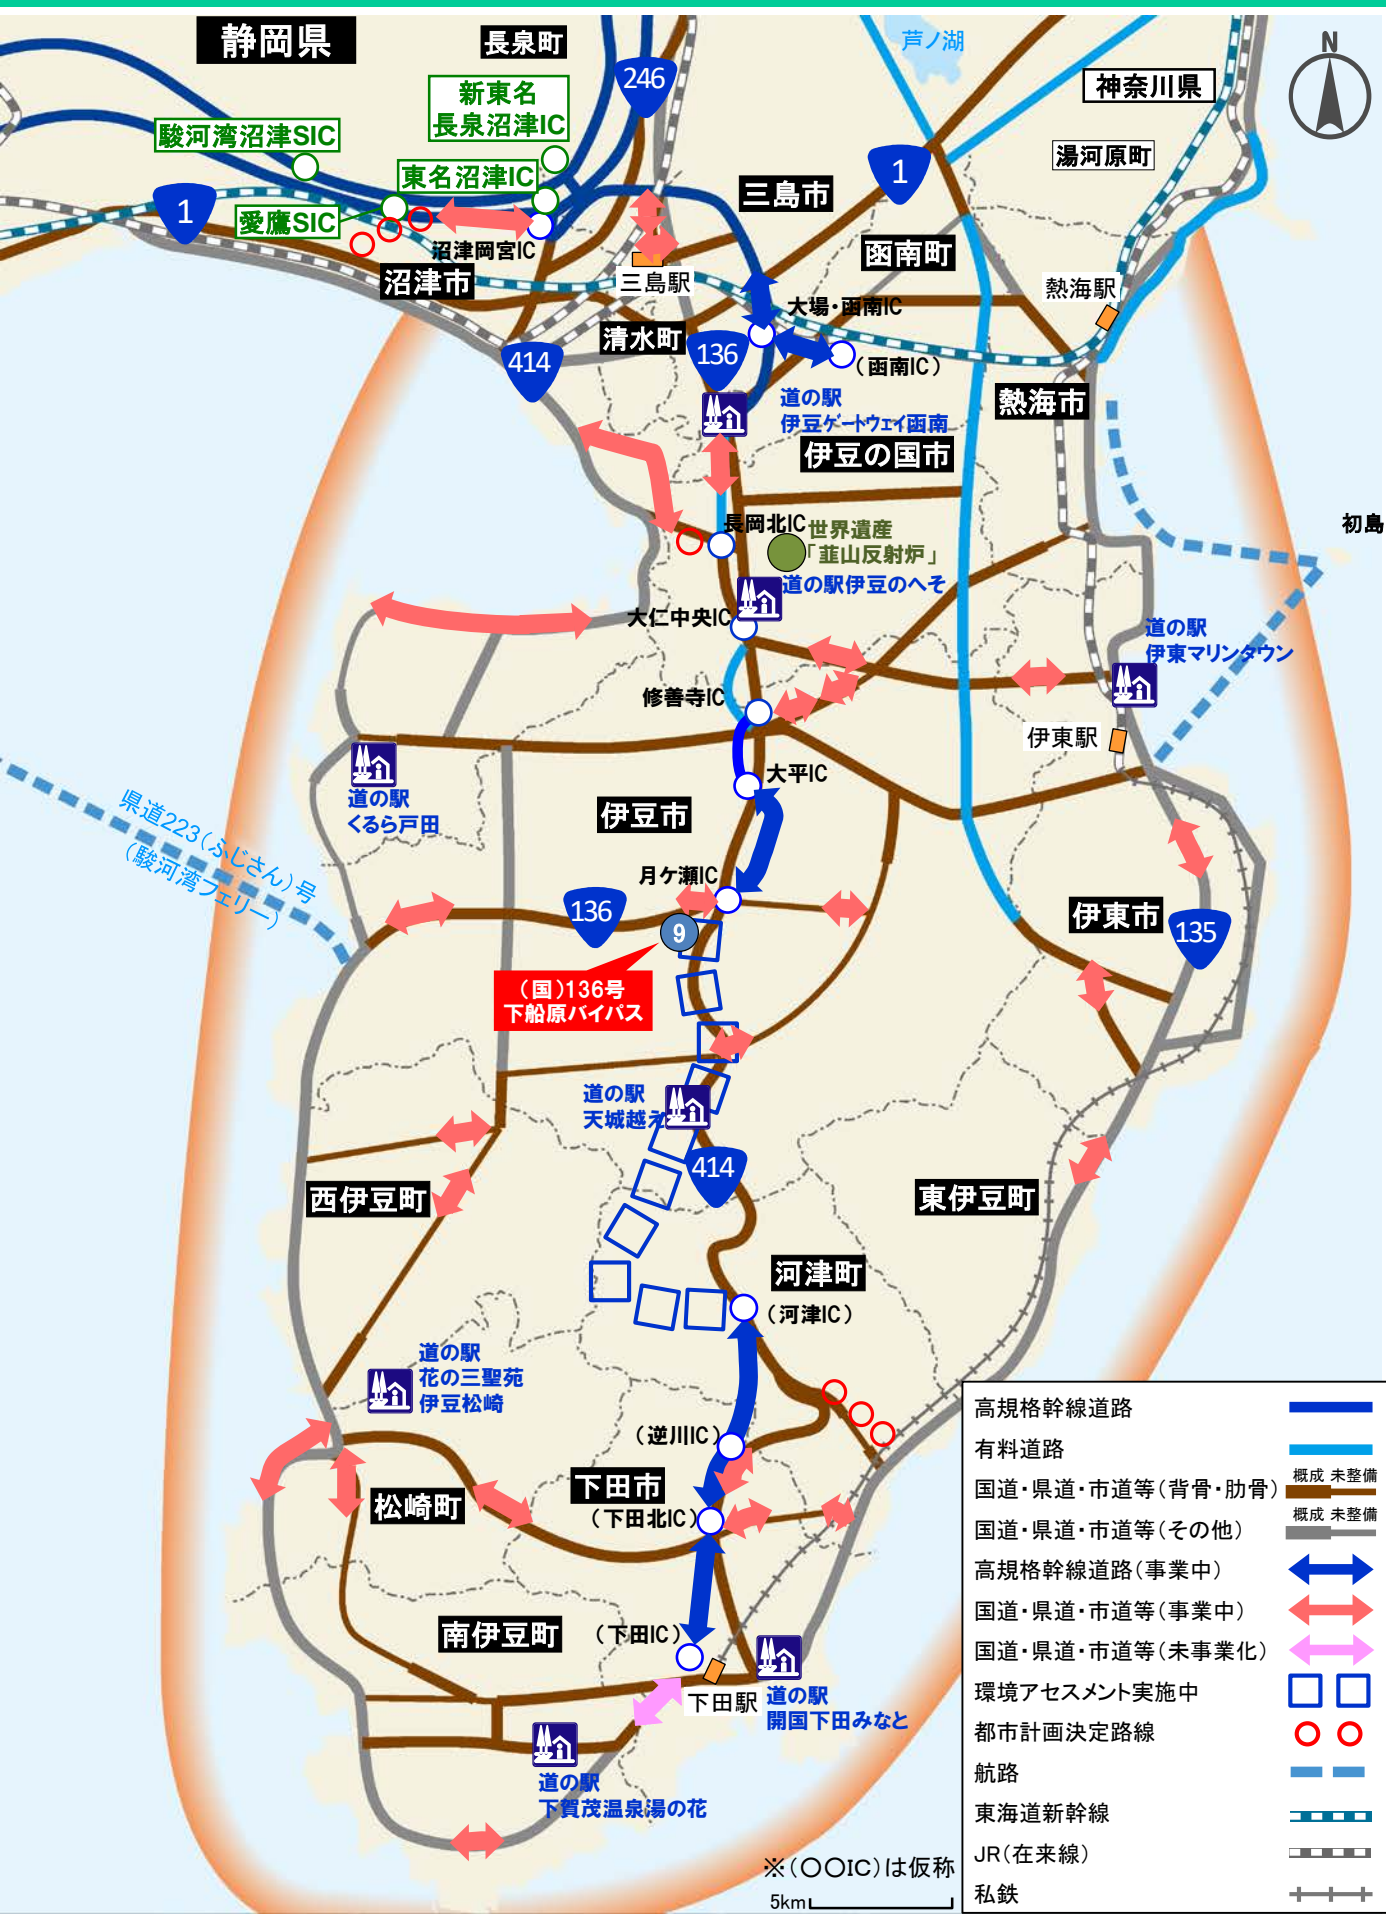 静岡県
長泉町
246
芦ノ湖
N
神奈川県
新東名
長泉沼津IC
駿河湾沼津SIC
湯河原町
東名沼津IC
1
三島市
1
愛鷹SIC
沼津岡宮IC
函南町
沼津市
三島駅
熱海駅
大場・函南IC
清水町
136
414
（函南IC）
道の駅
伊豆ゲートウェイ函南
熱海市
伊豆の国市
長岡北IC
世界遺産
「韮山反射炉」
初島
道の駅伊豆のへそ
大仁中央IC
道の駅
伊東マリンタウン
修善寺IC
伊東駅
大平IC
道の駅
くるら戸田
伊豆市
県道223（ふじさん）号
（駿河湾フェリー）
月ケ瀬IC
136
9
伊東市
135
（国）136号
下船原バイパス
道の駅
天城越え
414
西伊豆町
東伊豆町
河津町
（河津IC）
道の駅
花の三聖苑
伊豆松崎
（逆川IC）
下田市
松崎町
（下田北IC）
南伊豆町
（下田IC）
下田駅
道の駅
開国下田みなと
道の駅
下賀茂温泉湯の花
※（〇〇IC）は仮称
5km
高規格幹線道路
有料道路
国道・県道・市道等（背骨・肋骨） 概成 未整備
国道・県道・市道等（その他） 概成 未整備
高規格幹線道路（事業中）
国道・県道・市道等（事業中）
国道・県道・市道等（未事業化）
環境アセスメント実施中
都市計画決定路線
航路
東海道新幹線
JR（在来線）
私鉄